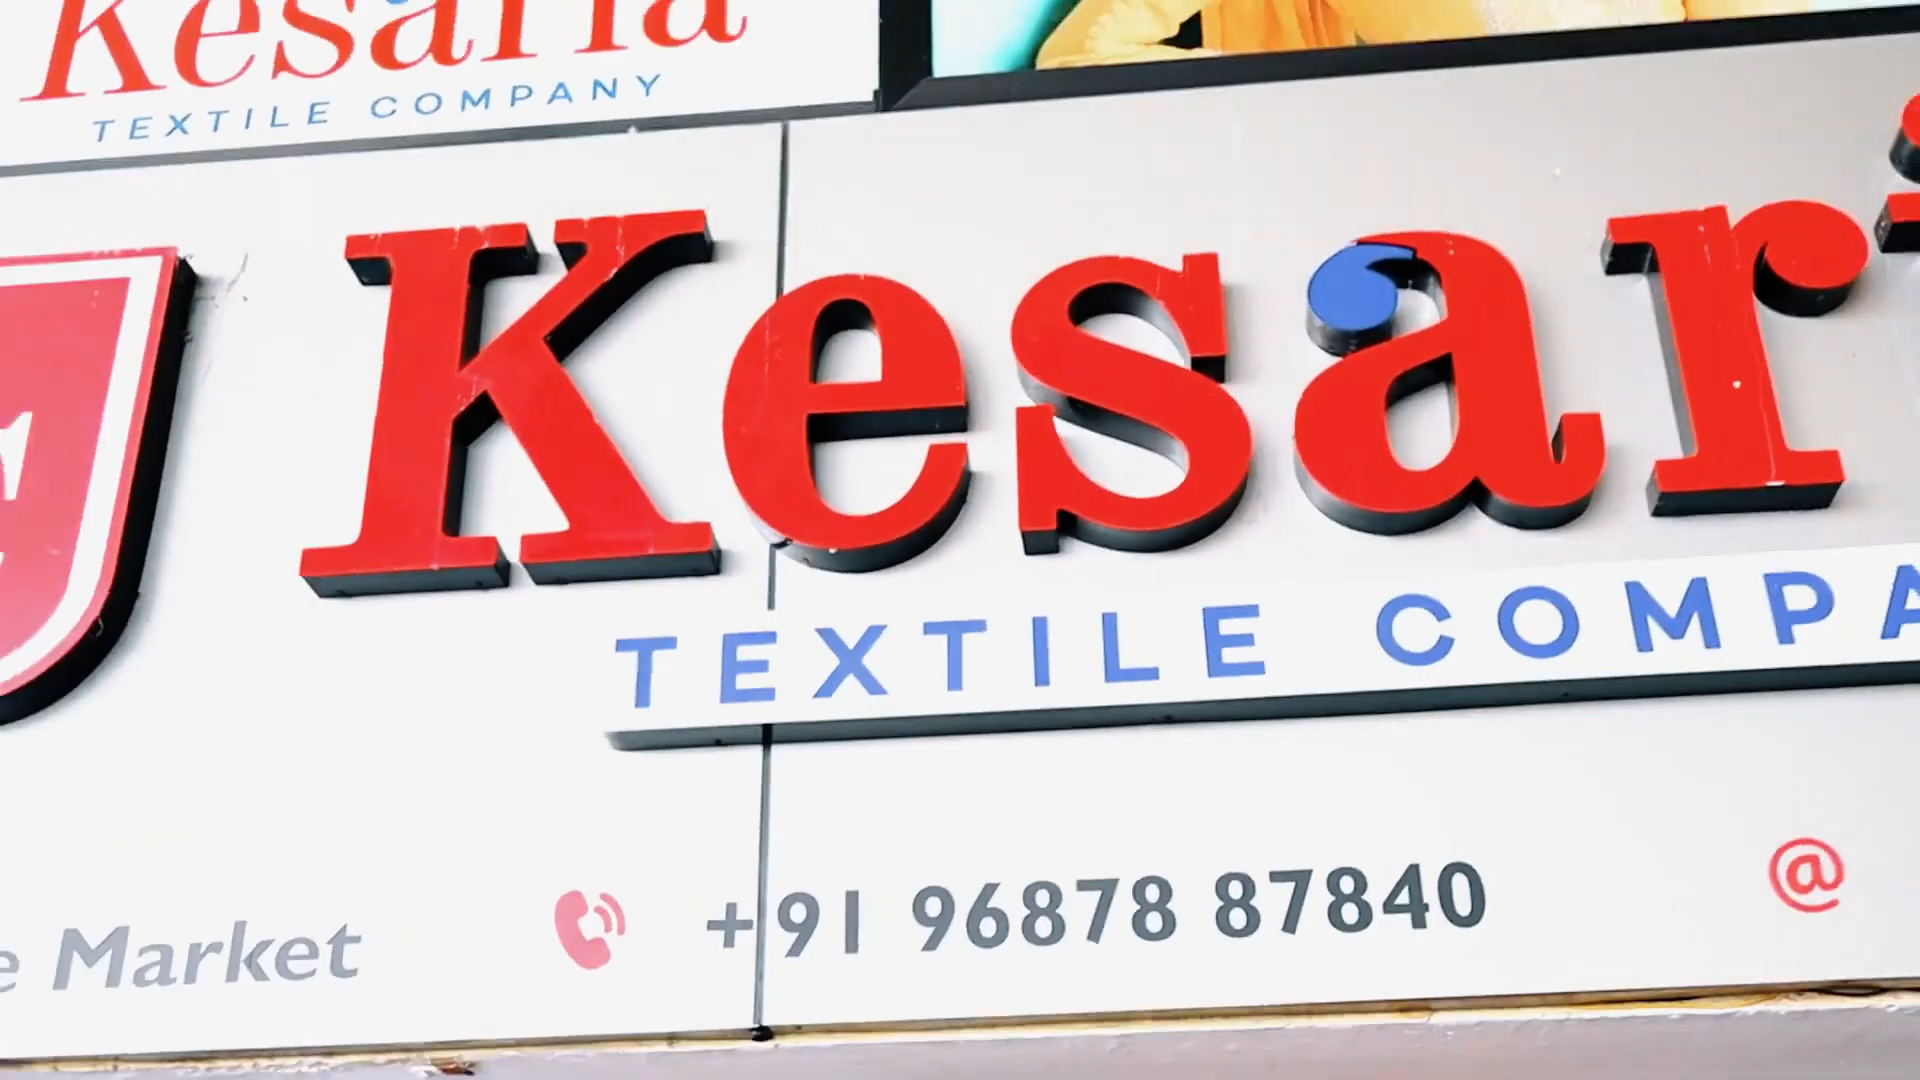 Kesaria
TEXTILE COMPANY
Kesari
TEXTILE COMPA
Market
+91 96878 87840
@